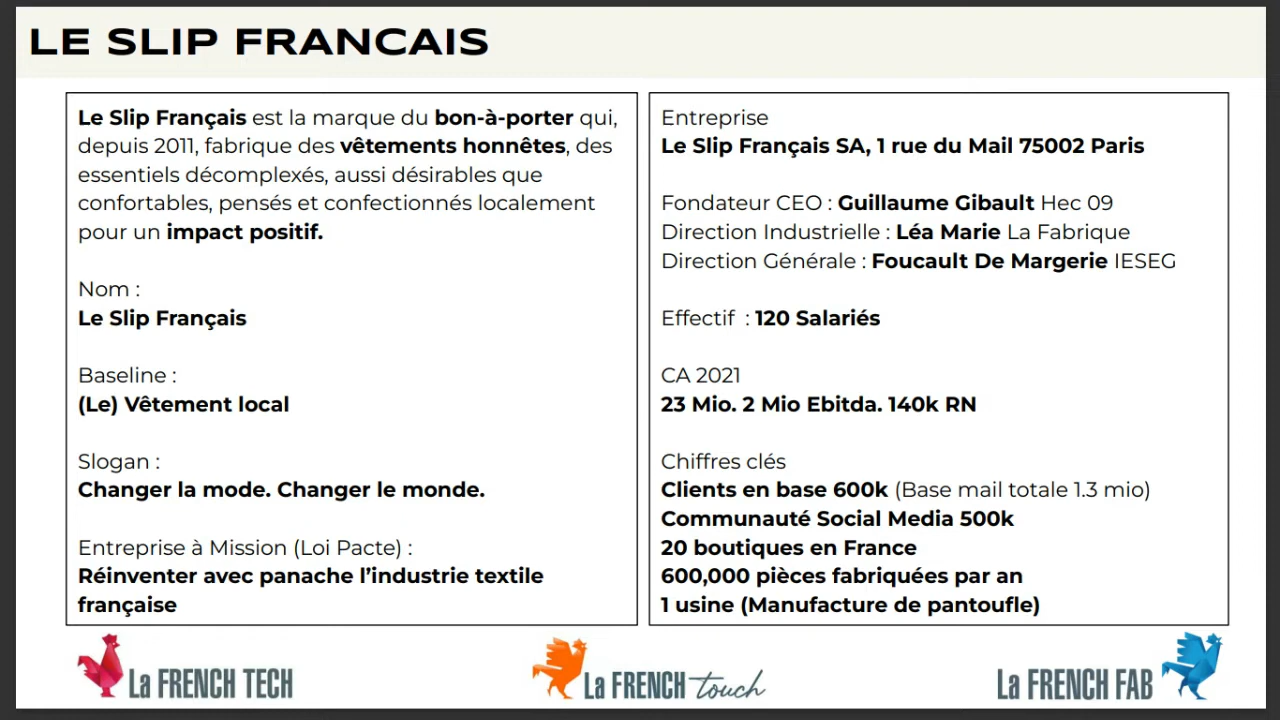 LE SLIP FRANCAIS
Le Slip Français est la marque du bon-à-porter qui,
depuis 2011, fabrique des vêtements honnêtes, des
essentiels décomplexés, aussi désirables que
confortables, pensés et confectionnés localement
pour un impact positif.
Nom :
Le Slip Français
Baseline :
(Le) Vêtement local
Slogan :
Changer la mode. Changer le monde.
Entreprise à Mission (Loi Pacte) :
Réinventer avec panache l’industrie textile
française
Entreprise
Le Slip Français SA, 1 rue du Mail 75002 Paris
Fondateur CEO : Guillaume Gibault Hec 09
Direction Industrielle : Léa Marie La Fabrique
Direction Générale : Foucault De Margerie IESEG
Effectif : 120 Salariés
CA 2021
23 Mio. 2 Mio Ebitda. 140k RN
Chiffres clés
Clients en base 600k (Base mail totale 1.3 mio)
Communauté Social Media 500k
20 boutiques en France
600,000 pièces fabriquées par an
1 usine (Manufacture de pantoufle)
La FRENCH TECH
La FRENCH touch
La FRENCH FAB